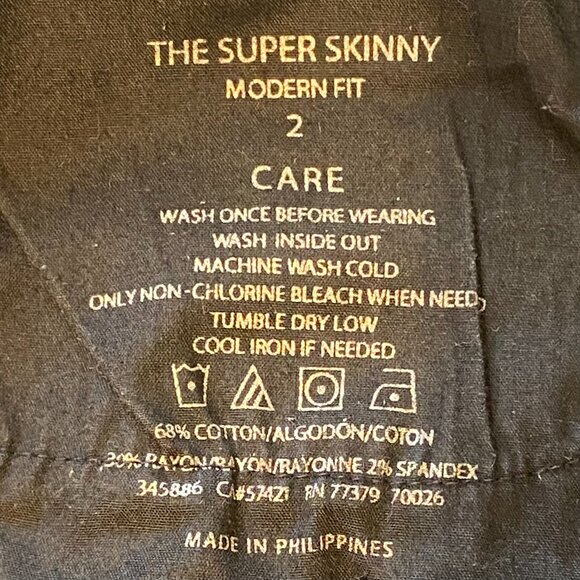 THE SUPER SKINNY
MODERN FIT
2
CARE
WASH ONCE BEFORE WEARING
WASH INSIDE OUT
MACHINE WASH COLD
ONLY NON-CHLORINE BLEACH WHEN NEED
TUMBLE DRY LOW
COOL IRON IF NEEDED
68% COTTON/ALGODÓN/COTON
30% RAYON/RAYÓN/RAYONNE 2% SPANDEX
345886 CA#57421 RN 77379 70026
MADE IN PHILIPPINES